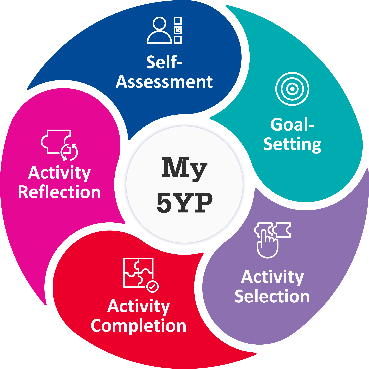 Self-
Assessment
Goal-
Setting
Activity
Selection
Activity
Completion
Activity
Reflection
My
5YP